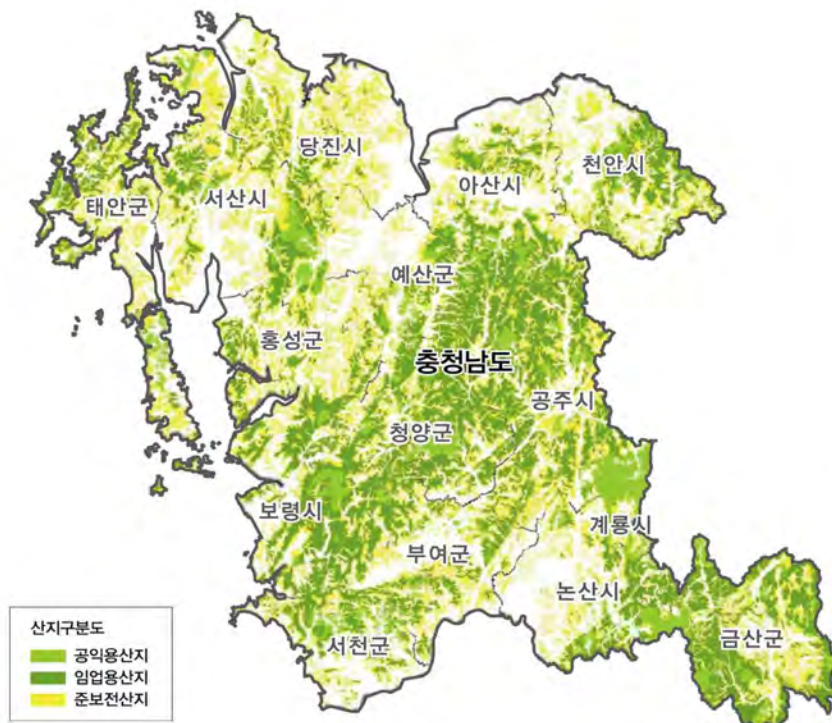 당진시
천안시
아산시
태안군
서산시
예산군
홍성군
충청남도
공주시
청양군
보령시
계룡시
부여군
논산시
서천군
금산군
산지구분도
공익용산지
임업용산지
준보전산지